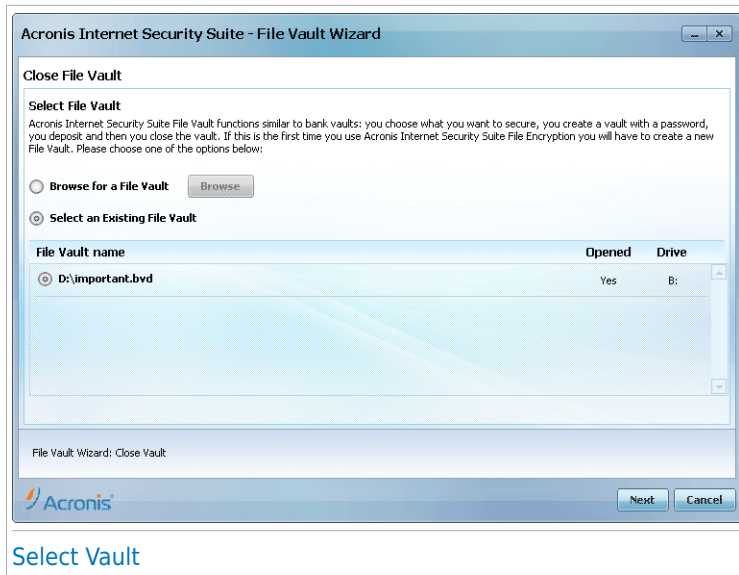 Acronis Internet Security Suite - File Vault Wizard
Close File Vault
Select File Vault
Acronis Internet Security Suite File Vault functions similar to bank vaults: you choose what you want to secure, you create a vault with a password,
you deposit and then you close the vault. If this is the first time you use Acronis Internet Security Suite File Encryption you will have to create a new
File Vault. Please choose one of the options below:
Browse for a File Vault Browse
Select an Existing File Vault
File Vault name Opened Drive
D:\important.bvd Yes B:
File Vault Wizard: Close Vault
Acronis Next Cancel
Select Vault